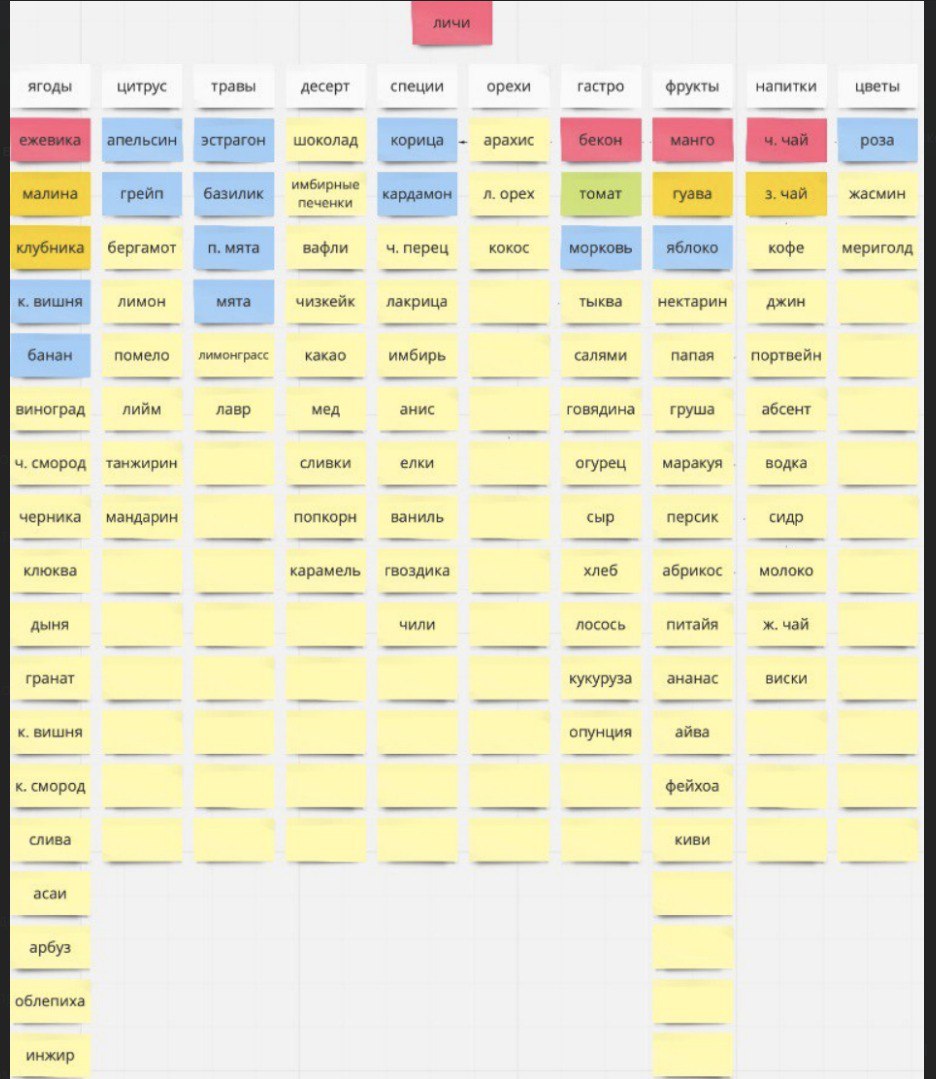 личи
ягоды цитрус травы десерт специи орехи гастро фрукты напитки цветы
ежевика апельсин эстрагон шоколад корица арахис бекон манго ч. чай роза
малина грейп базилик имбирные печенки кардамон л. орех томат гуава з. чай жасмин
клубника бергамот п. мята вафли ч. перец кокос морковь яблоко кофе мериголд
к. вишня лимон мята чизкейк лакрица тыква нектарин джин
банан помело лимонграсс какао имбирь салями папая портвейн
виноград лийм лавр мед анис говядина груша абсент
ч. смород танжирин сливки елки огурец маракуя водка
черника мандарин попкорн ваниль сыр персик сидр
клюква карамель гвоздика хлеб абрикос молоко
дыня чили лосось питайя ж. чай
гранат кукуруза ананас виски
к. вишня опунция айва
к. смород фейхоа
слива киви
асаи
арбуз
облепиха
инжир